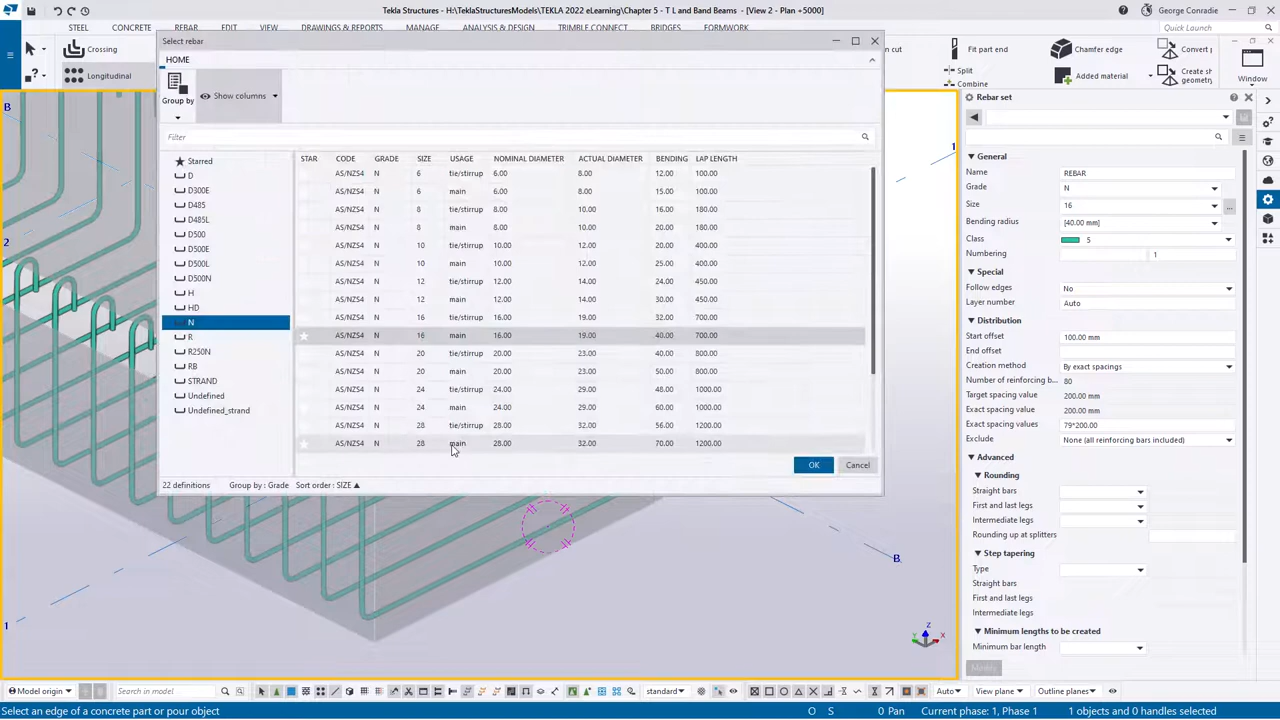 Tekla Structures - H:\TeklaStructuresModels\TEKLA 2022 eLearning\Chapter 5 - T L and Band Beams - [View 2 - Plan +5000]
George Conradie
STEEL CONCRETE REBAR EDIT VIEW DRAWINGS & REPORTS MANAGE ANALYSIS & DESIGN TRIMBLE CONNECT BRIDGES FORMWORK
Quick Launch
Crossing
Longitudinal
Select rebar
HOME
Group by
Show columns
Filter
Fit part end
Chamfer edge
Split
Combine
Added material
Window
STAR CODE GRADE SIZE USAGE NOMINAL DIAMETER ACTUAL DIAMETER BENDING LAP LENGTH
AS/NZS4 N 6 tie/stirrup 6.00 8.00 12.00 100.00
AS/NZS4 N 6 main 6.00 8.00 15.00 100.00
AS/NZS4 N 8 tie/stirrup 8.00 10.00 16.00 180.00
AS/NZS4 N 8 main 8.00 10.00 20.00 180.00
AS/NZS4 N 10 tie/stirrup 10.00 12.00 20.00 400.00
AS/NZS4 N 10 main 10.00 12.00 25.00 400.00
AS/NZS4 N 12 tie/stirrup 12.00 14.00 24.00 450.00
AS/NZS4 N 12 main 12.00 14.00 30.00 450.00
AS/NZS4 N 16 tie/stirrup 16.00 19.00 32.00 700.00
AS/NZS4 N 16 main 16.00 19.00 40.00 700.00
AS/NZS4 N 20 tie/stirrup 20.00 23.00 40.00 800.00
AS/NZS4 N 20 main 20.00 23.00 50.00 800.00
AS/NZS4 N 24 tie/stirrup 24.00 29.00 48.00 1000.00
AS/NZS4 N 24 main 24.00 29.00 60.00 1000.00
AS/NZS4 N 28 tie/stirrup 28.00 32.00 56.00 1200.00
AS/NZS4 N 28 main 28.00 32.00 70.00 1200.00
Starred
D
D300E
D485
D485L
D500
D500E
D500L
D500N
H
HD
N
R
R250N
RB
STRAND
Undefined
Undefined_strand
OK Cancel
22 definitions Group by : Grade Sort order : SIZE
Rebar set
General
Name REBAR
Grade N
Size 16 ...
Bending radius [40.00 mm]
Class 5
Numbering 1
Special
Follow edges No
Layer number Auto
Distribution
Start offset 100.00 mm
End offset
Creation method By exact spacings
Number of reinforcing b... 80
Target spacing value 200.00 mm
Exact spacing value 200.00 mm
Exact spacing values 79*200.00
Exclude None (all reinforcing bars included)
Advanced
Rounding
Straight bars
First and last legs
Intermediate legs
Rounding up at splitters
Step tapering
Type
Straight bars
First and last legs
Intermediate legs
Minimum lengths to be created
Minimum bar length
Modify
B
2
1
1
B
Z
Y X
Model origin
Search in model
standard
Auto
View plane
Outline planes
Select an edge of a concrete part or pour object
O S 0 Pan Current phase: 1, Phase 1 1 objects and 0 handles selected